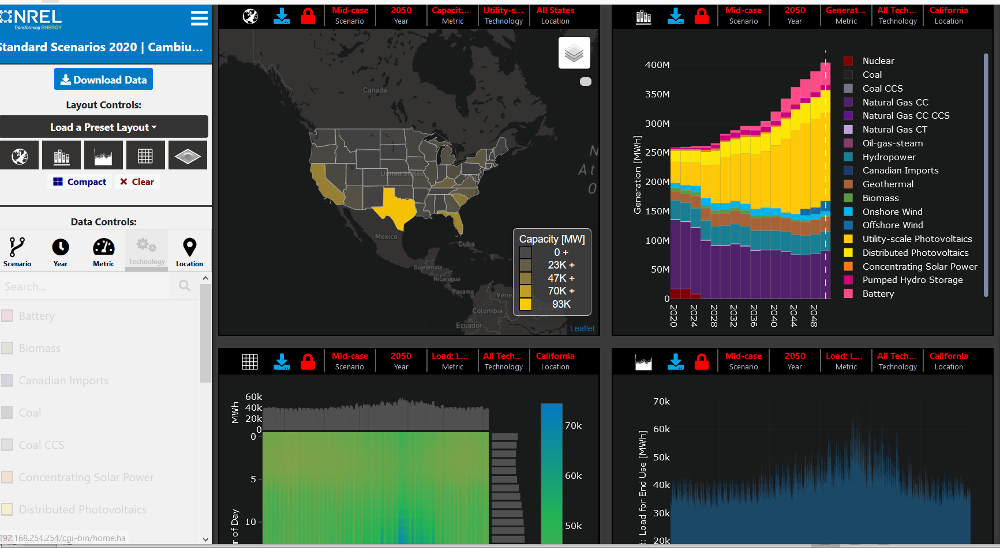 NREL
Transforming ENERGY
Standard Scenarios 2020 | Cambiu...
Download Data
Layout Controls:
Load a Preset Layout
Compact
Clear
Data Controls:
Scenario
Year
Metric
Technology
Location
Search...
Battery
Biomass
Canadian Imports
Coal
Coal CCS
Concentrating Solar Power
Distributed Photovoltaics
192.168.254.254/cgi-bin/home.ha
Mid-case
Scenario
2050
Year
Capacit...
Metric
Utility-s...
Technology
All States
Location
Canada
United States
Mexico
Cuba
Guatemala
Nicaragua
Panama
Colombia
Ecuador
N
At
O
Capacity [MW]
0 +
23K +
47K +
70K +
93K
Leaflet
Mid-case
Scenario
2050
Year
Generat...
Metric
All Tech...
Technology
California
Location
Generation [MWh]
400M
350M
300M
250M
200M
150M
100M
50M
0
2020
2024
2028
2032
2036
2040
2044
2048
Nuclear
Coal
Coal CCS
Natural Gas CC
Natural Gas CC CCS
Natural Gas CT
Oil-gas-steam
Hydropower
Canadian Imports
Geothermal
Biomass
Onshore Wind
Offshore Wind
Utility-scale Photovoltaics
Distributed Photovoltaics
Concentrating Solar Power
Pumped Hydro Storage
Battery
Mid-case
Scenario
2050
Year
Load: L...
Metric
All Tech...
Technology
California
Location
MWh
60k
40k
20k
0
0
5
10
r of Day
70k
60k
50k
Mid-case
Scenario
2050
Year
Load: L...
Metric
All Tech...
Technology
California
Location
d: Load for End Use [MWh]
70k
60k
50k
40k
30k
20k